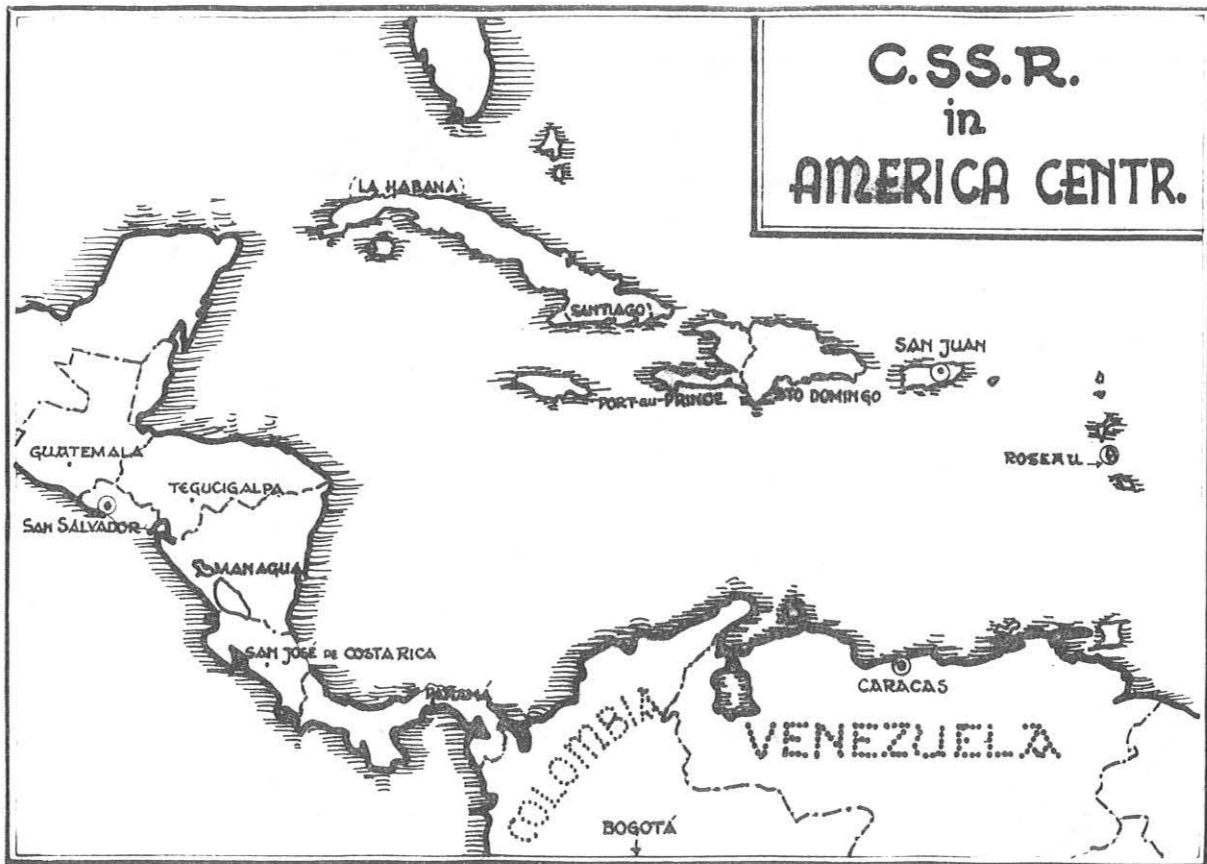 C.SS.R.
in
AMERICA CENTR.
LA HABANA
SANTIAGO
SAN JUAN
PORT-au-PRINCE
STO DOMINGO
ROSEAU
GUATEMALA
TEGUCIGALPA
SAN SALVADOR
MANAGUA
SAN JOSÉ DE COSTA RICA
PANAMA
CARACAS
COLOMBIA
VENEZUELA
BOGOTÁ